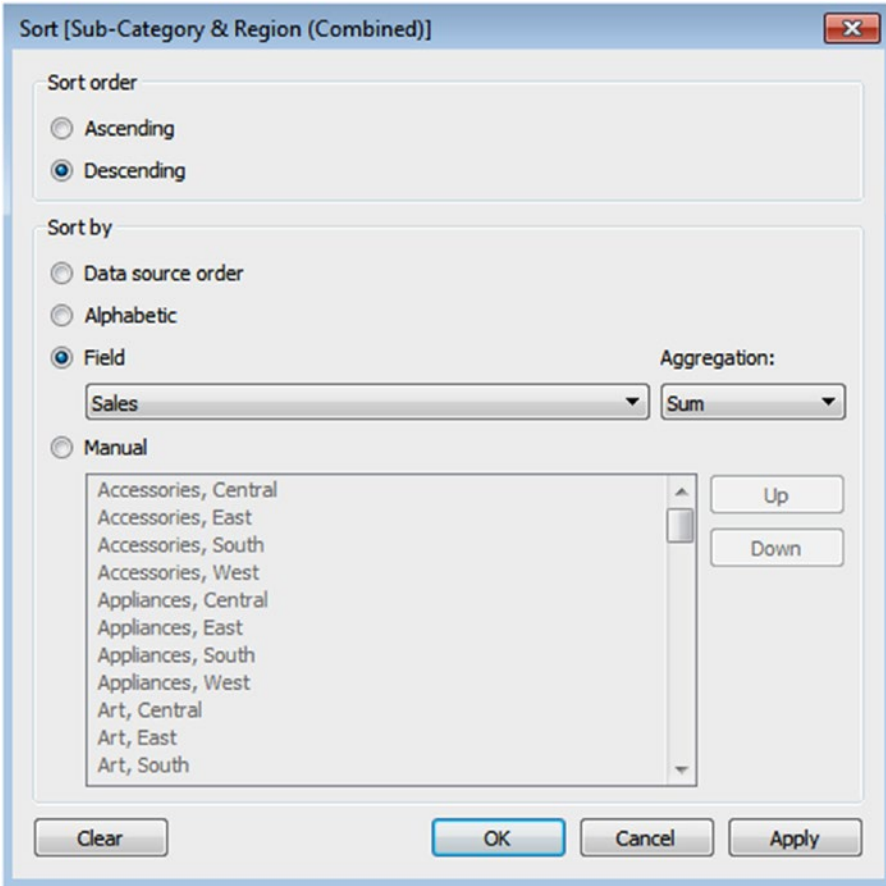 Sort [Sub-Category & Region (Combined)]
Sort order
Ascending
Descending
Sort by
Data source order
Alphabetic
Field
Aggregation:
Sales
Sum
Manual
Accessories, Central
Accessories, East
Accessories, South
Accessories, West
Appliances, Central
Appliances, East
Appliances, South
Appliances, West
Art, Central
Art, East
Art, South
Up
Down
Clear
OK
Cancel
Apply